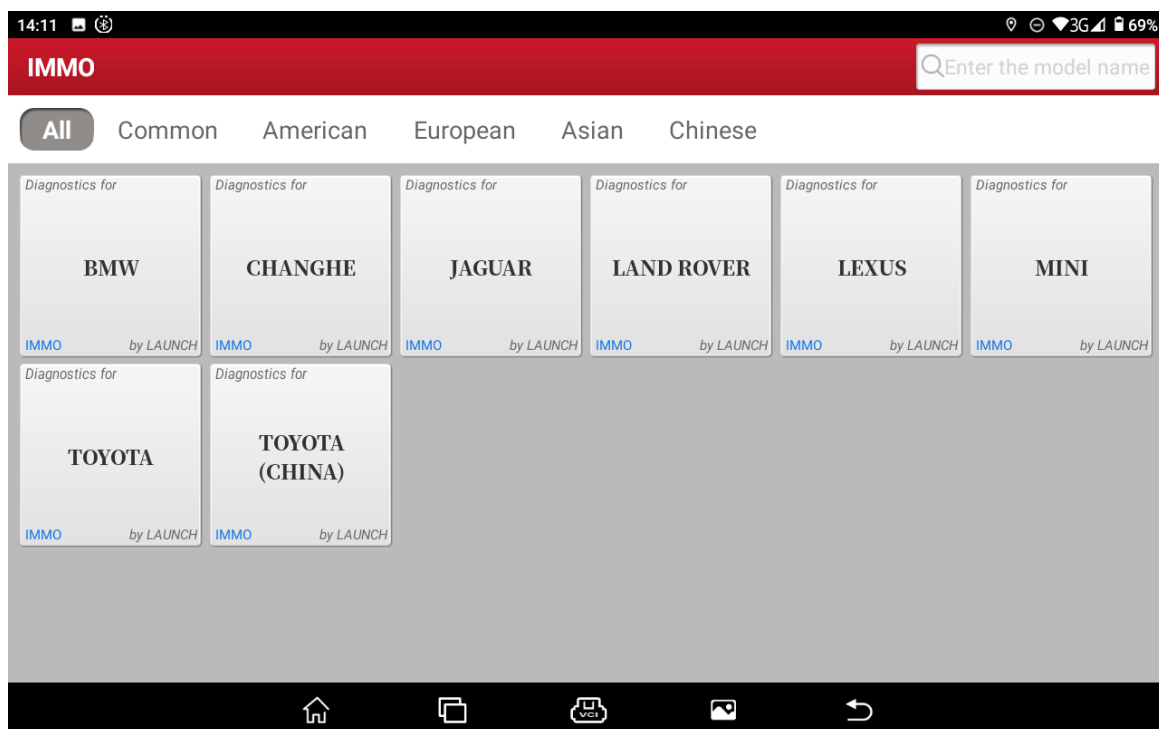 14:11
3G 69%
IMMO
Enter the model name
All Common American European Asian Chinese
Diagnostics for
BMW
IMMO by LAUNCH
Diagnostics for
CHANGHE
IMMO by LAUNCH
Diagnostics for
JAGUAR
IMMO by LAUNCH
Diagnostics for
LAND ROVER
IMMO by LAUNCH
Diagnostics for
LEXUS
IMMO by LAUNCH
Diagnostics for
MINI
IMMO by LAUNCH
Diagnostics for
TOYOTA
IMMO by LAUNCH
Diagnostics for
TOYOTA
(CHINA)
IMMO by LAUNCH
VCI